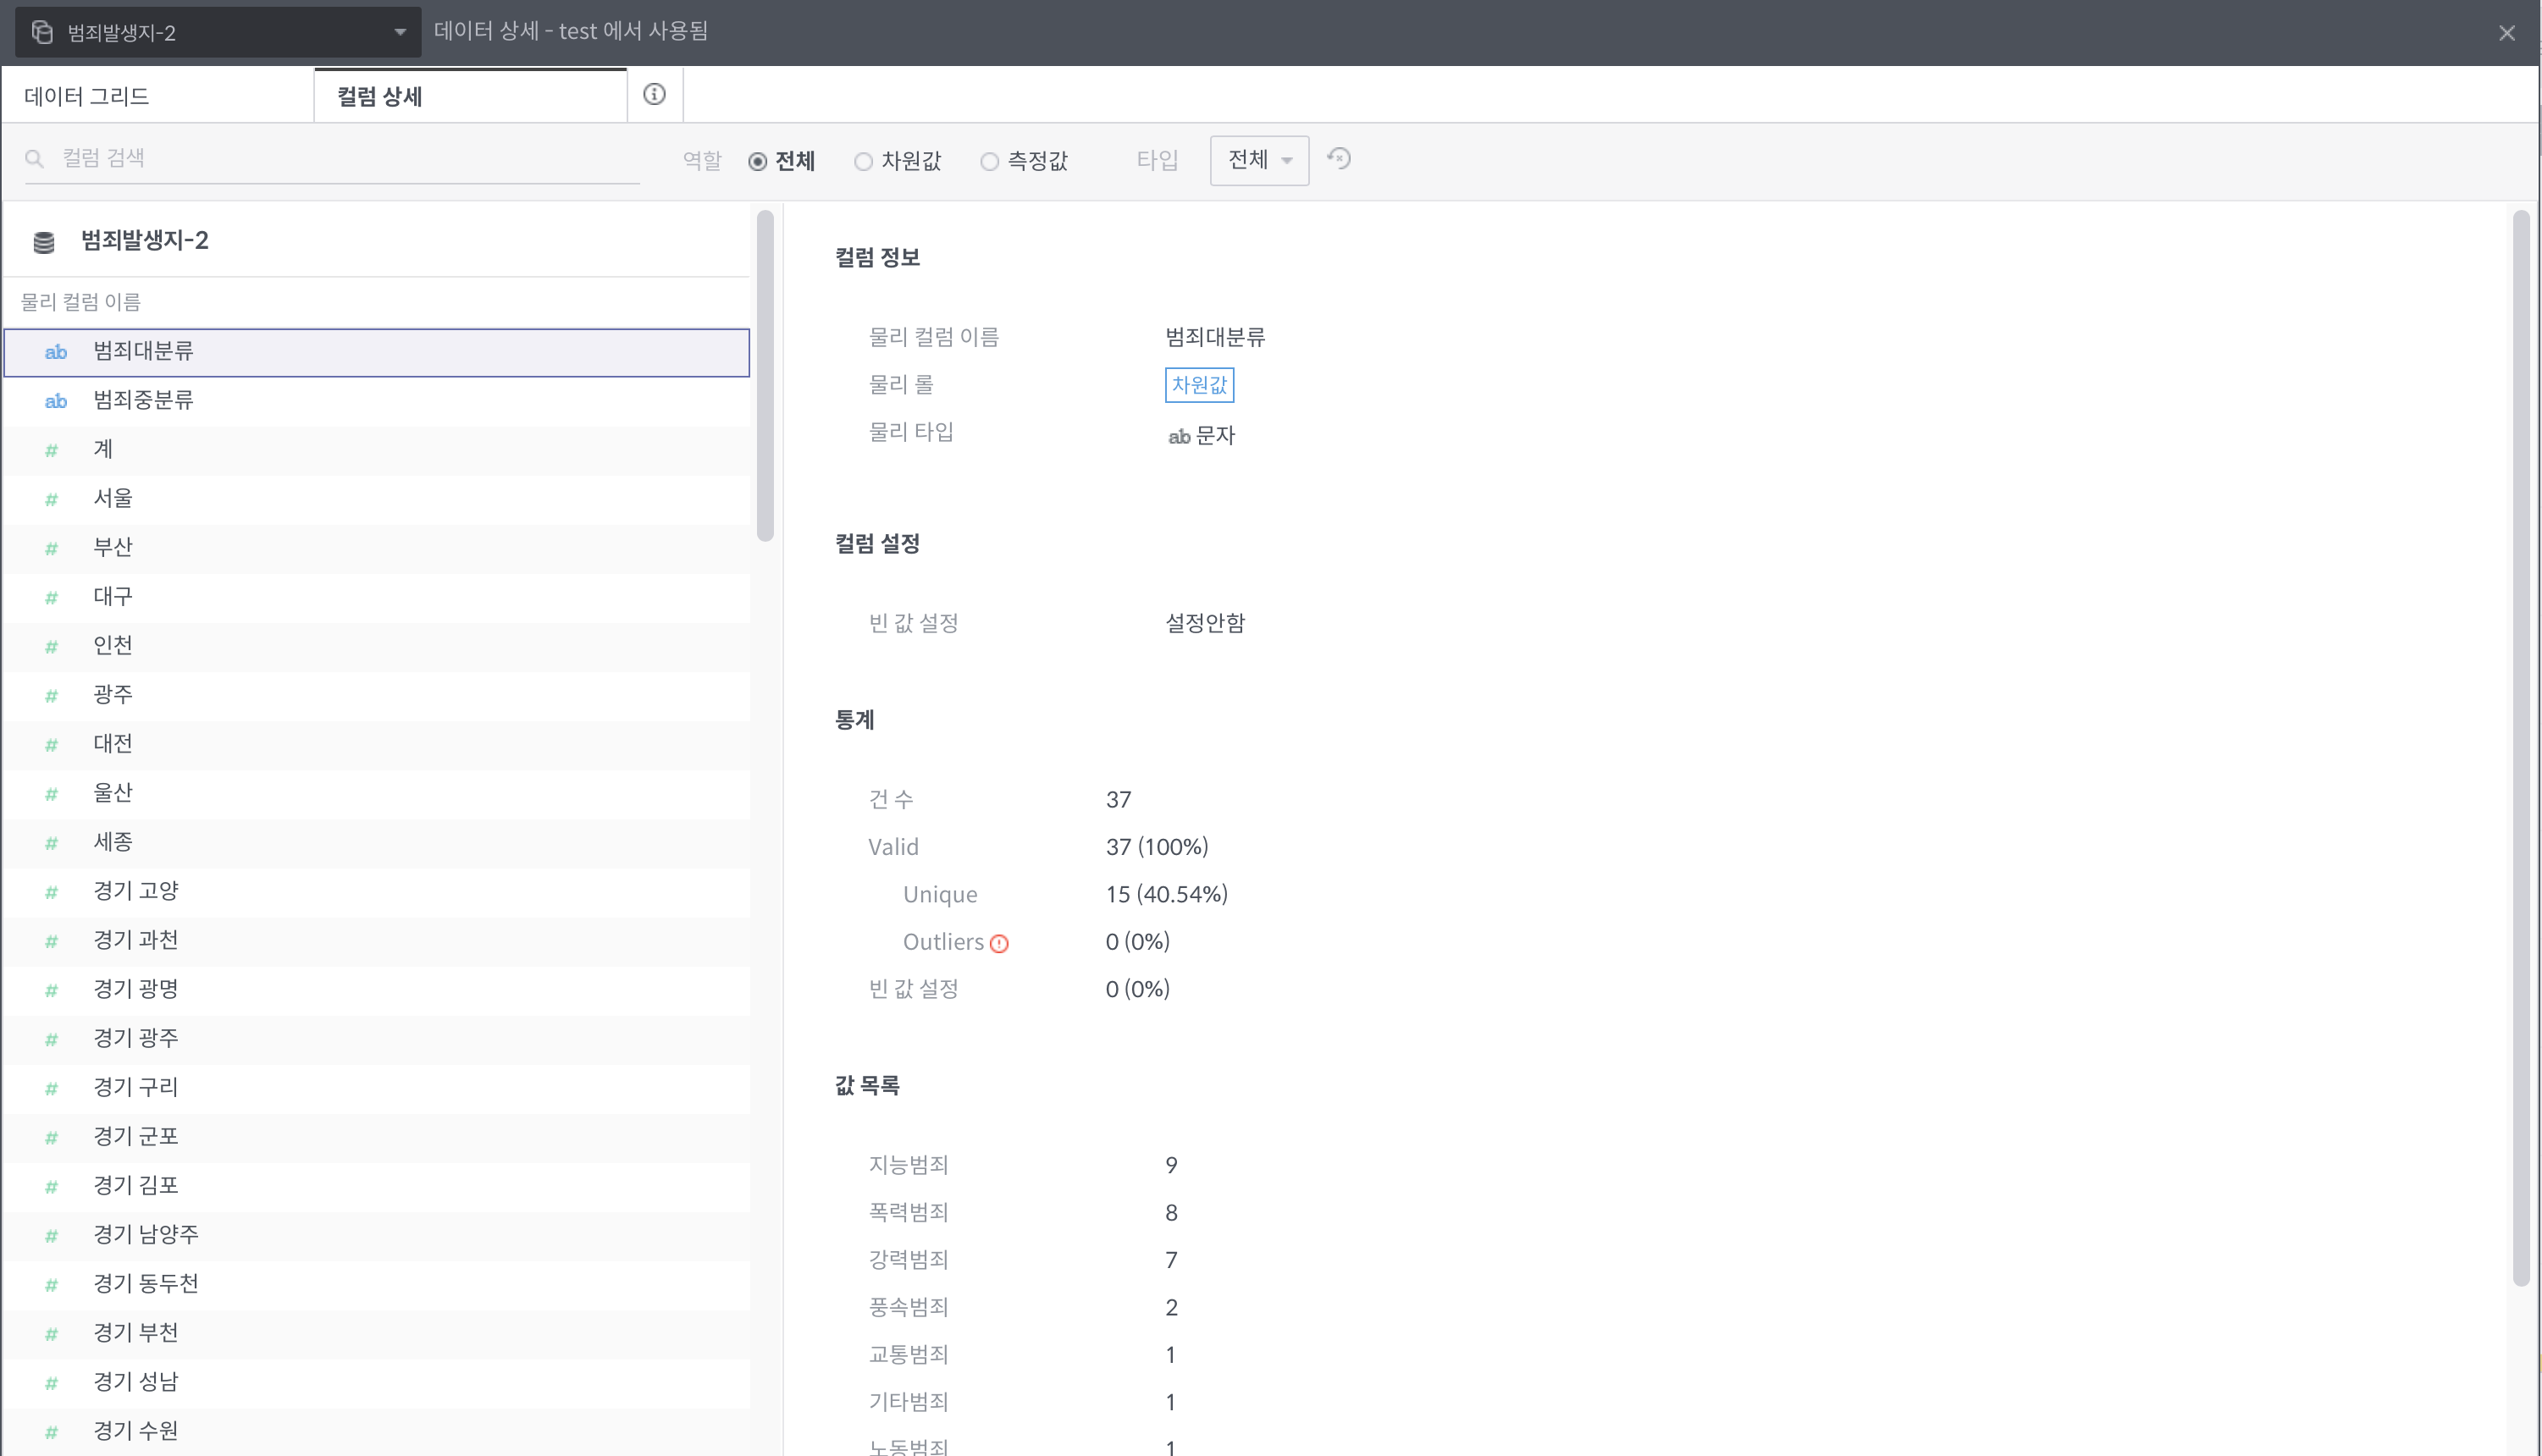 범죄발생지-2 데이터 상세 - test 에서 사용됨
데이터 그리드 컬럼 상세
컬럼 검색 역할 전체 차원값 측정값 타입 전체
범죄발생지-2
물리 컬럼 이름
ab 범죄대분류
ab 범죄중분류
# 계
# 서울
# 부산
# 대구
# 인천
# 광주
# 대전
# 울산
# 세종
# 경기 고양
# 경기 과천
# 경기 광명
# 경기 광주
# 경기 구리
# 경기 군포
# 경기 김포
# 경기 남양주
# 경기 동두천
# 경기 부천
# 경기 성남
# 경기 수원
컬럼 정보
물리 컬럼 이름 범죄대분류
물리 롤 차원값
물리 타입 ab 문자
컬럼 설정
빈 값 설정 설정안함
통계
건 수 37
Valid 37 (100%)
Unique 15 (40.54%)
Outliers 0 (0%)
빈 값 설정 0 (0%)
값 목록
지능범죄 9
폭력범죄 8
강력범죄 7
풍속범죄 2
교통범죄 1
기타범죄 1
노동범죄 1